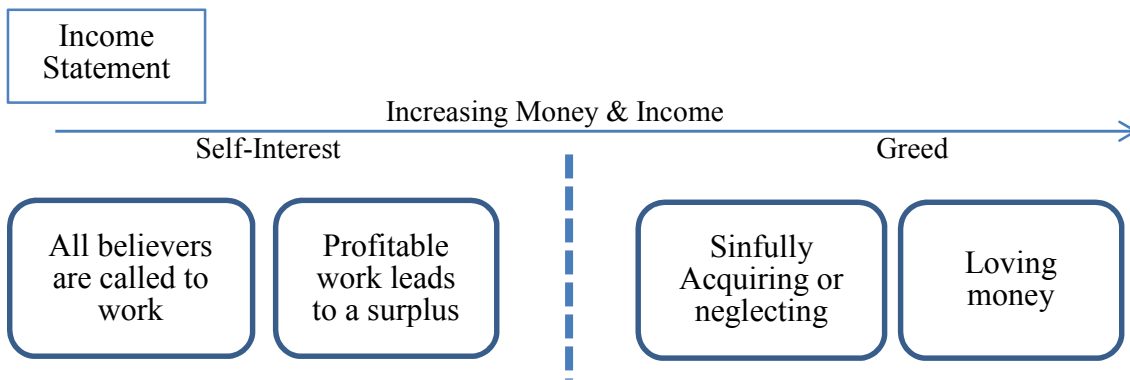 Income
Statement
Increasing Money & Income
Self-Interest
Greed
All believers
are called to
work
Profitable
work leads
to a surplus
Sinfully
Acquiring or
neglecting
Loving
money